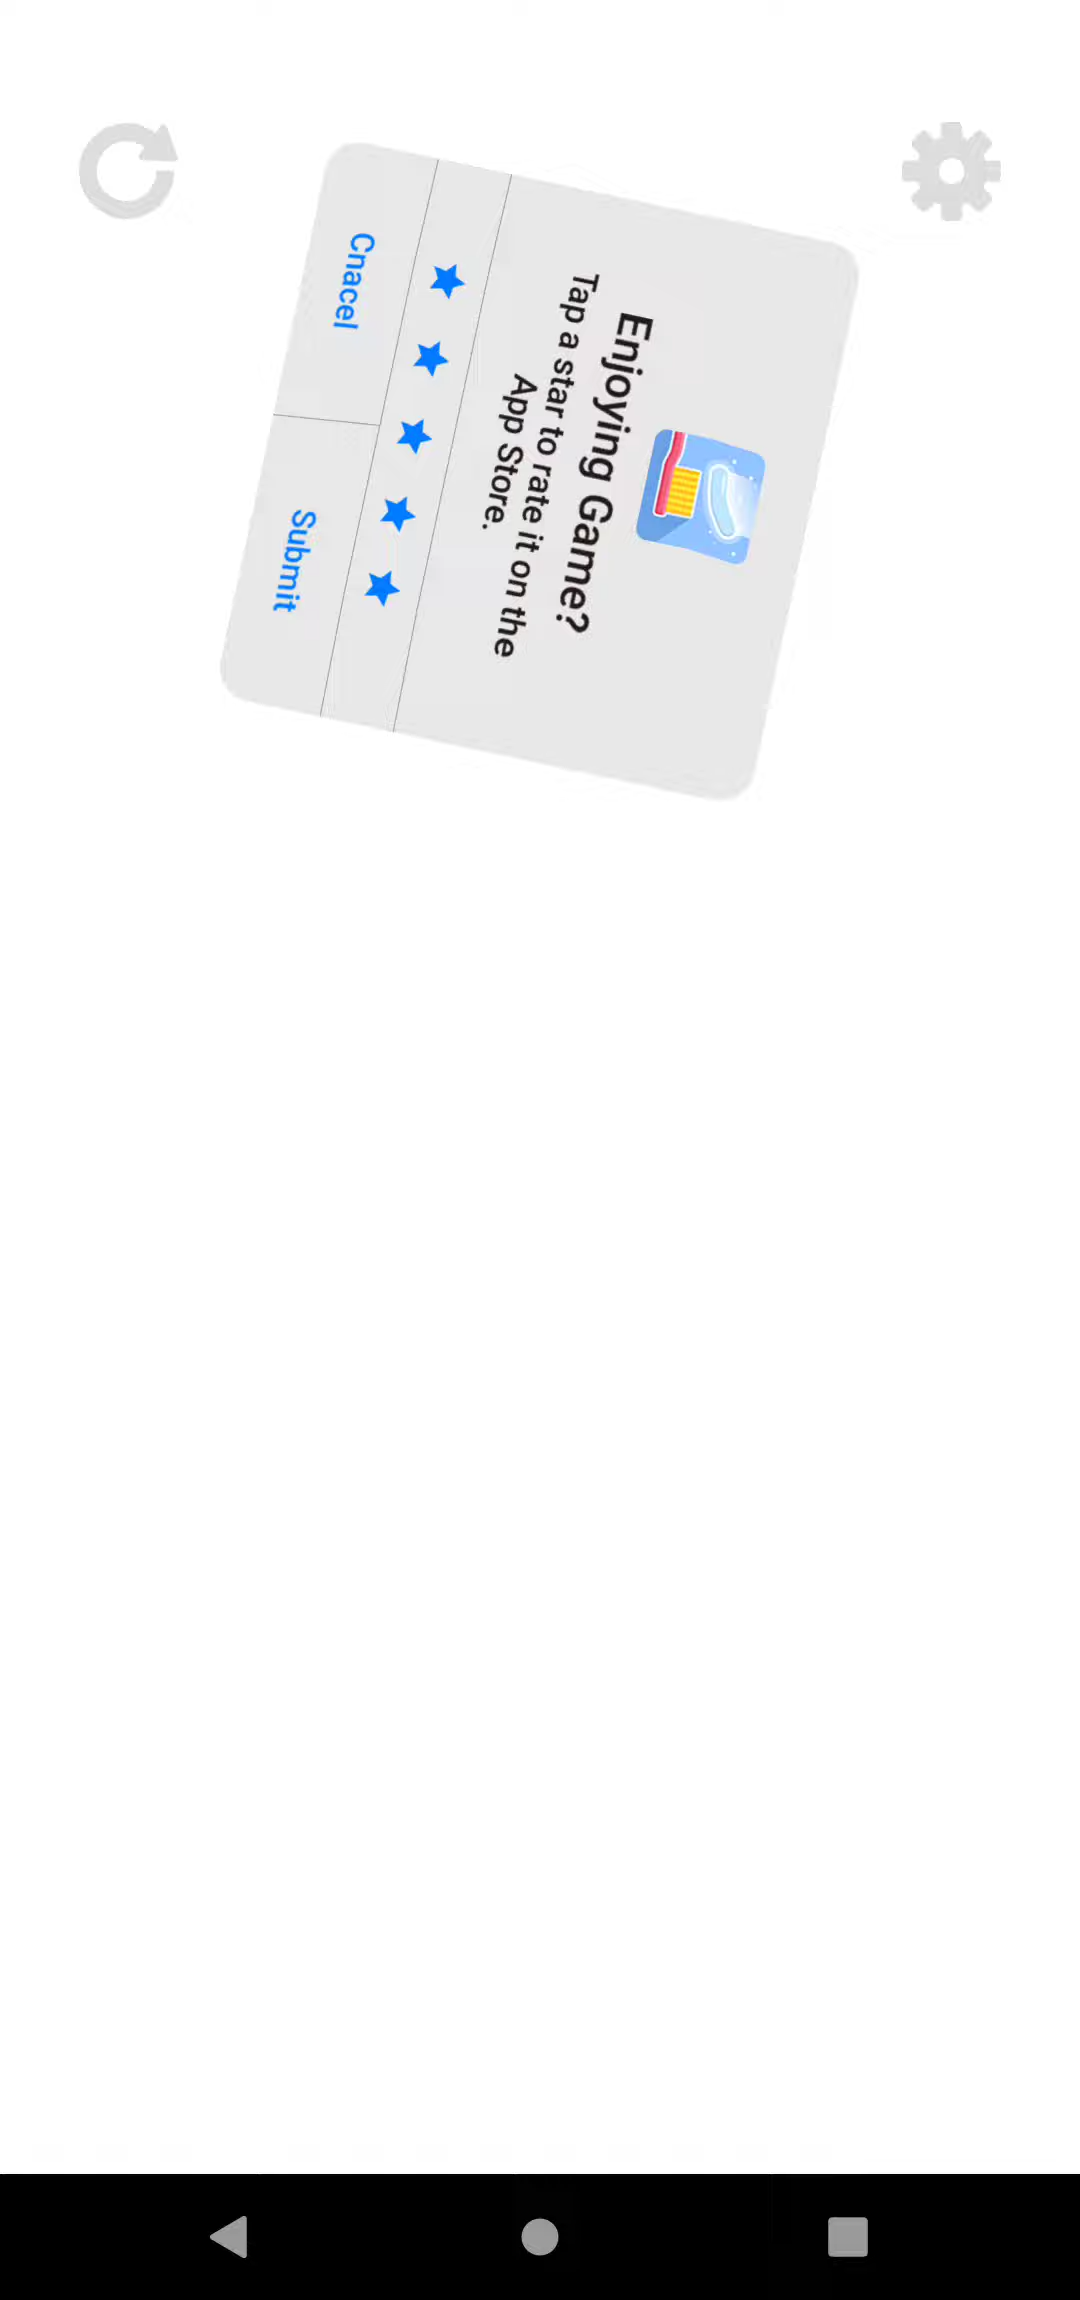 Enjoying Game?
Tap a star to rate it on the
App Store.
Cnacel
Submit